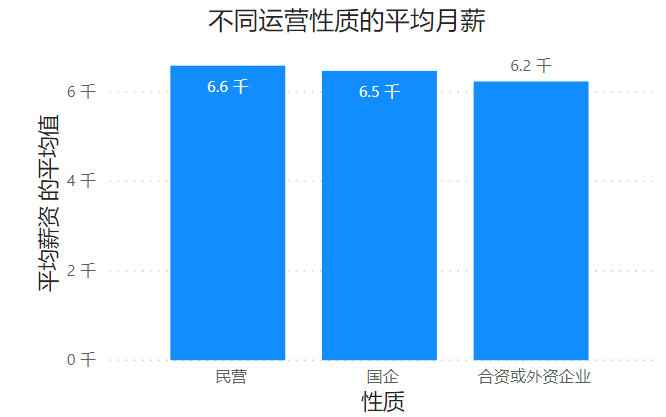 不同运营性质的平均月薪
平均薪资 的平均值
6 千
4 千
2 千
0 千
6.6 千
6.5 千
6.2 千
民营
国企
合资或外资企业
性质